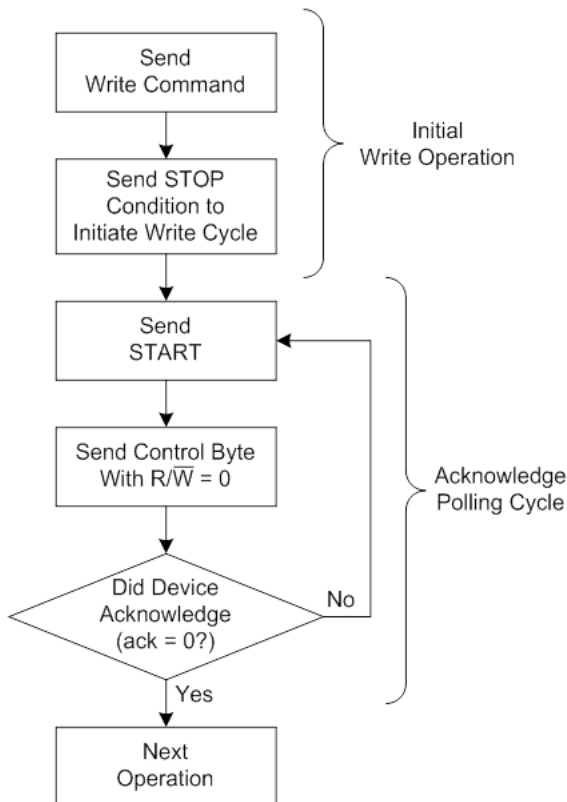 Send
Write Command
Initial
Write Operation
Send STOP
Condition to
Initiate Write Cycle
Send
START
Send Control Byte
With R/W̅ = 0
Acknowledge
Polling Cycle
Did Device
Acknowledge
(ack = 0?)
No
Yes
Next
Operation